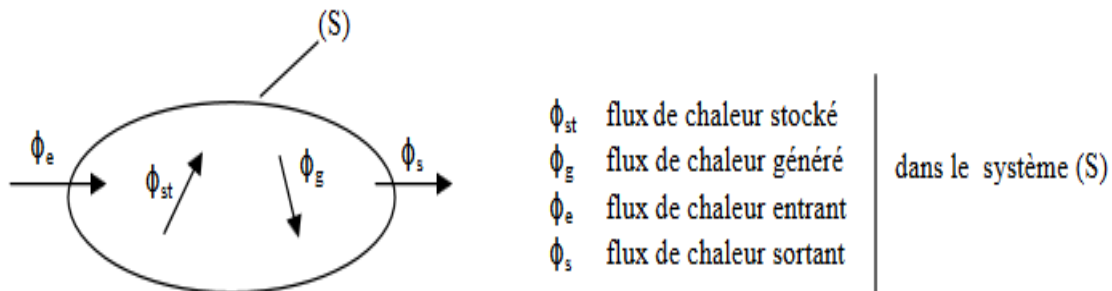 (S)
ϕe
ϕst
ϕg
ϕs
ϕst flux de chaleur stocké
ϕg flux de chaleur généré
ϕe flux de chaleur entrant
ϕs flux de chaleur sortant
dans le système (S)